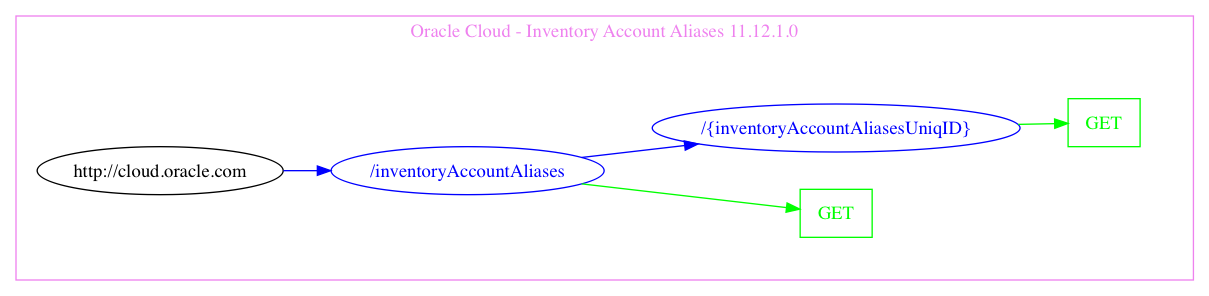 Oracle Cloud - Inventory Account Aliases 11.12.1.0
http://cloud.oracle.com
/inventoryAccountAliases
/{inventoryAccountAliasesUniqID}
GET
GET